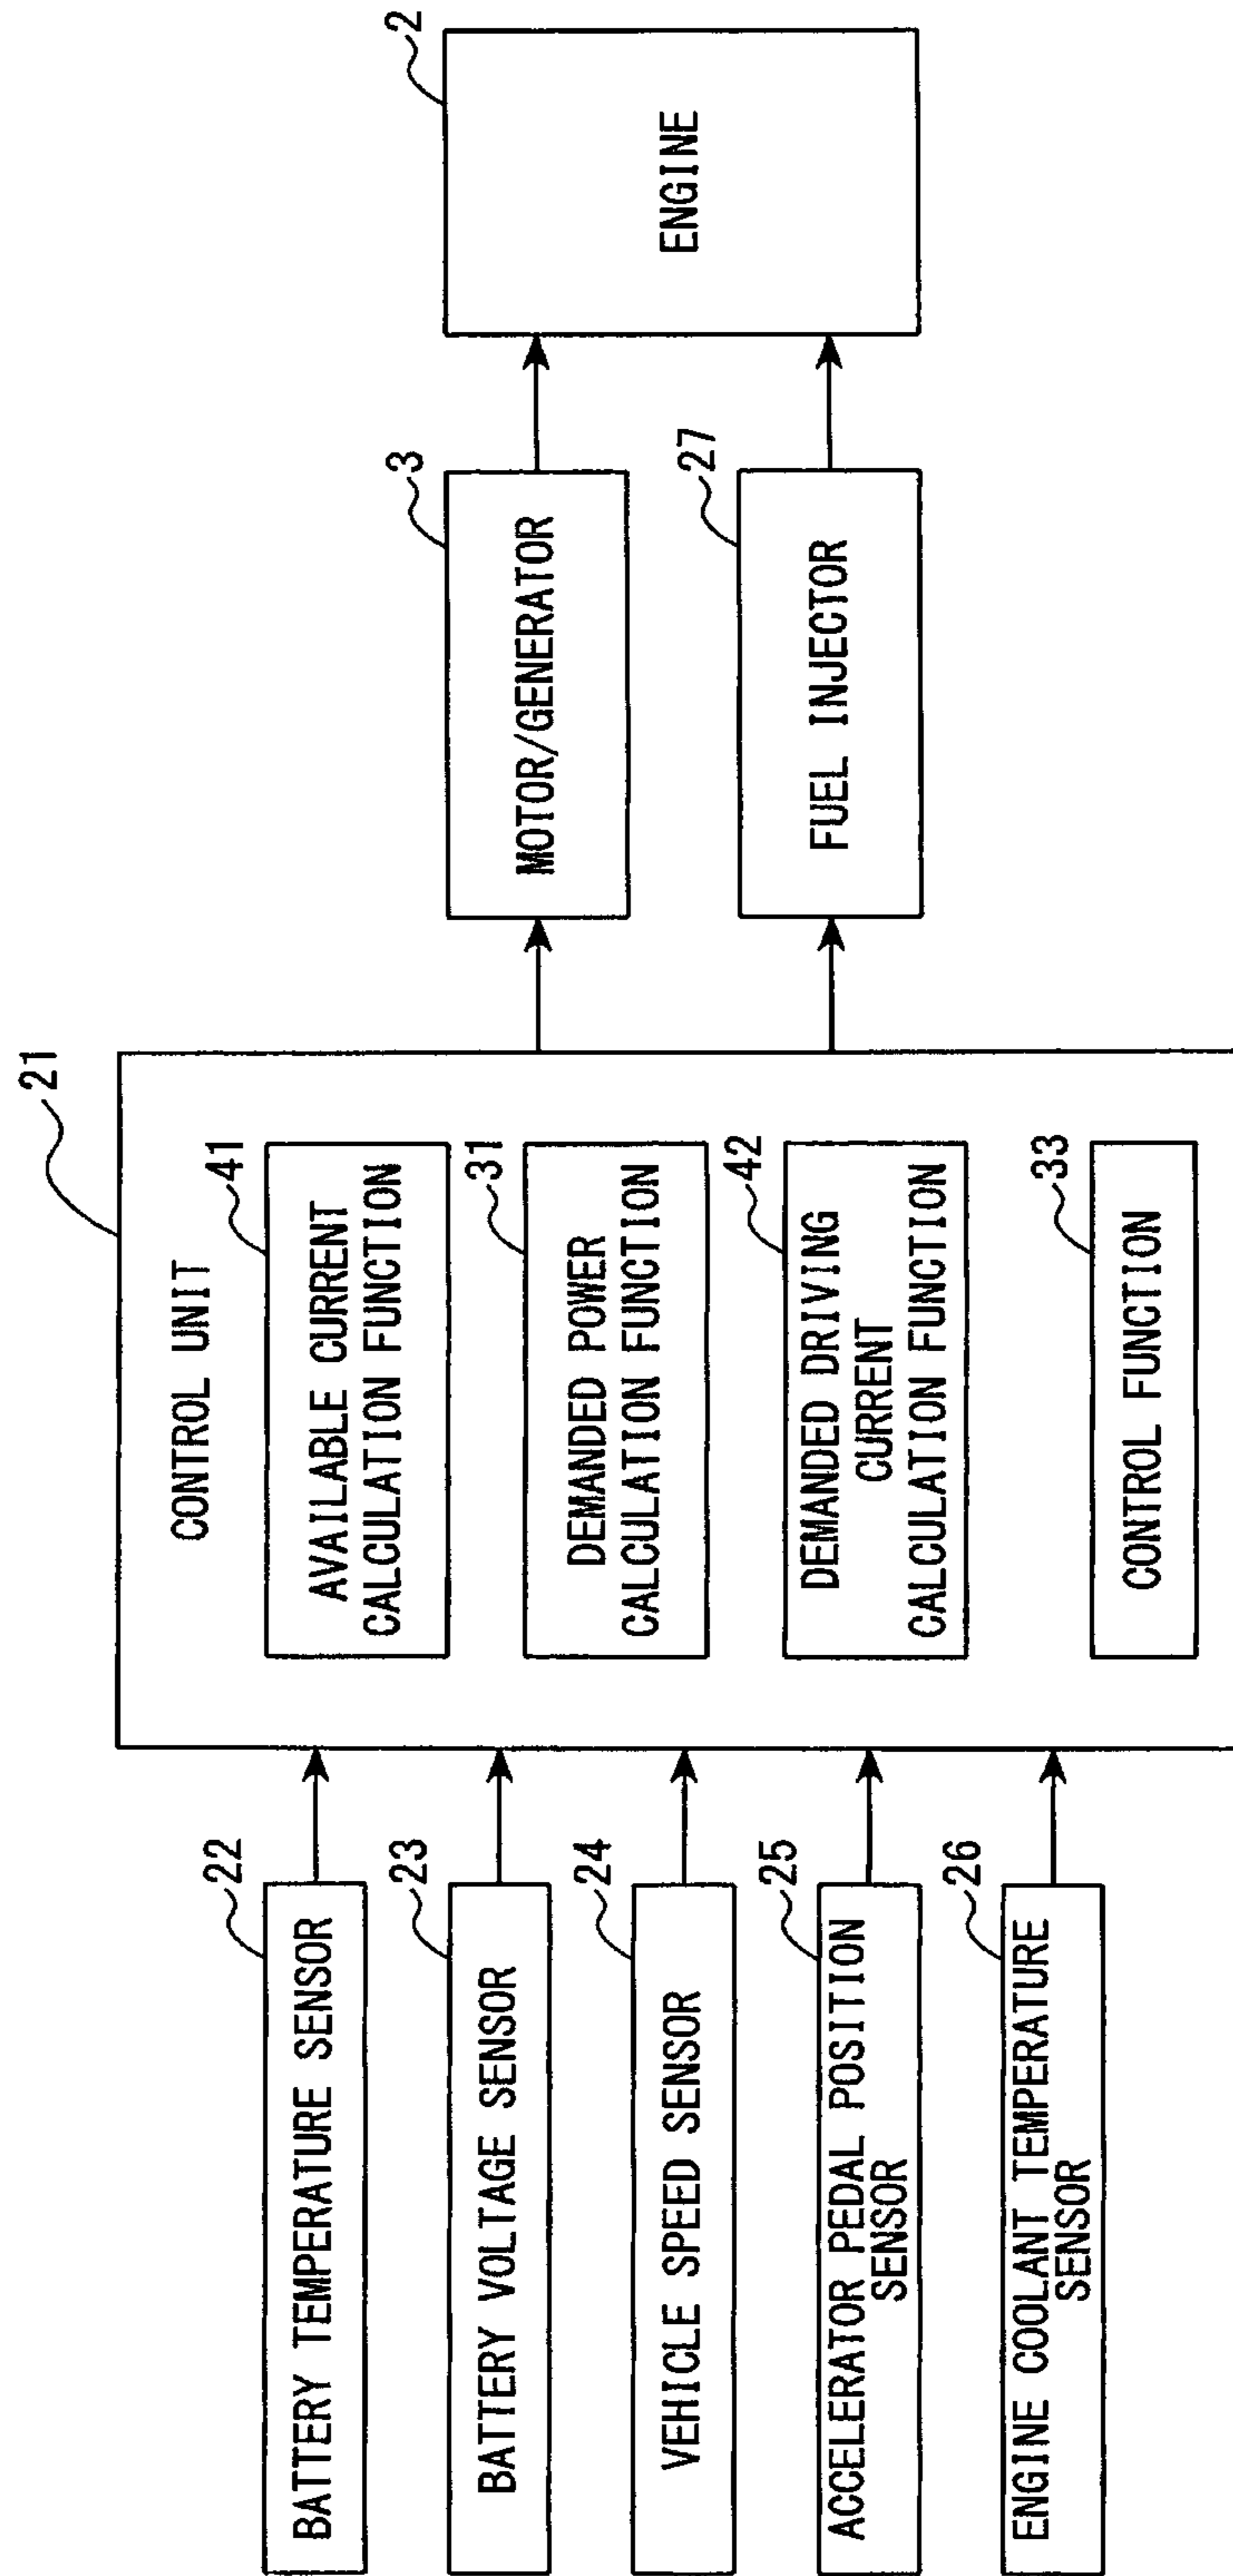 22
BATTERY TEMPERATURE SENSOR
23
BATTERY VOLTAGE SENSOR
24
VEHICLE SPEED SENSOR
25
ACCELERATOR PEDAL POSITION
SENSOR
26
ENGINE COOLANT TEMPERATURE
SENSOR
21
CONTROL UNIT
41
AVAILABLE CURRENT
CALCULATION FUNCTION
31
DEMANDED POWER
CALCULATION FUNCTION
42
DEMANDED DRIVING
CURRENT
CALCULATION FUNCTION
33
CONTROL FUNCTION
3
MOTOR/GENERATOR
27
FUEL INJECTOR
2
ENGINE